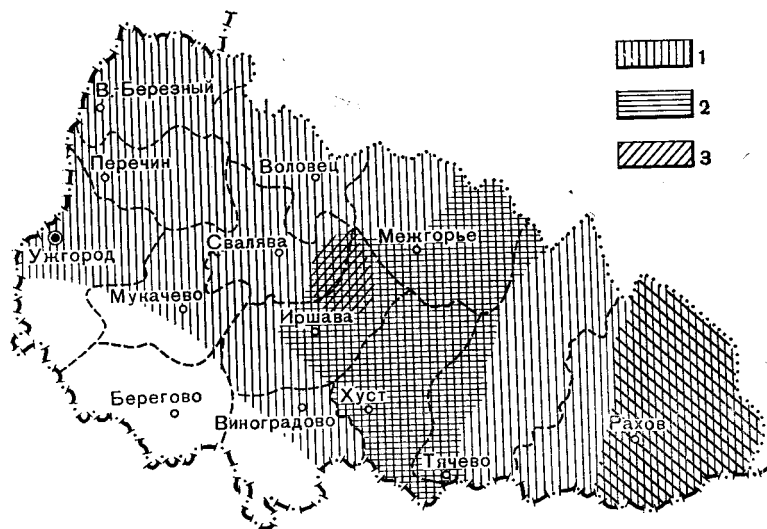 1
В.-Березный
2
Перечин
Воловец
3
Межгорье
Свалява
Ужгород
Мукачево
Иршава
Берегово
Хуст
Виноградово
Рахов
Тячево